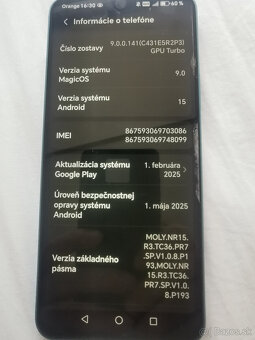 Orange 16:30
60 %
Informácie o telefóne
Číslo zostavy
9.0.0.141(C431E5R2P3)
GPU Turbo
Verzia systému
MagicOS
9.0
Verzia systému
Android
15
IMEI
867593069703086
867593069748099
Aktualizácia systému
Google Play
1. februára
2025
Úroveň bezpečnostnej
opravy systému
Android
1. mája 2025
Verzia základného
pásma
MOLY.NR15.
R3.TC36.PR7
.SP.V1.0.8.P1
93,MOLY.NR
15.R3.TC36.
PR7.SP.V1.0.
8.P193
bazar.sk